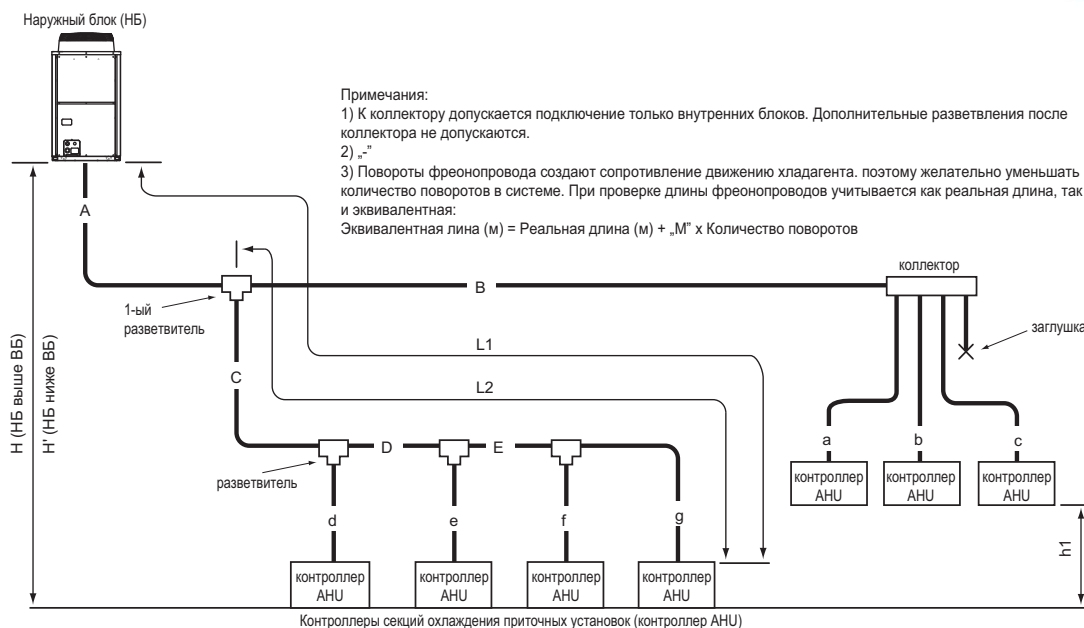 Наружный блок (НБ)
Примечания:
1) К коллектору допускается подключение только внутренних блоков. Дополнительные разветвления после
коллектора не допускаются.
2) „-”
3) Повороты фреонопровода создают сопротивление движению хладагента. поэтому желательно уменьшать
количество поворотов в системе. При проверке длины фреонопроводов учитывается как реальная длина, так
и эквивалентная:
Эквивалентная лина (м) = Реальная длина (м) + „М” х Количество поворотов
A
B
коллектор
1-ый
разветвитель
заглушка
L1
C
L2
H (НБ выше ВБ)
H' (НБ ниже ВБ)
D
E
разветвитель
a
b
c
контроллер
AHU
контроллер
AHU
контроллер
AHU
d
e
f
g
h1
контроллер
AHU
контроллер
AHU
контроллер
AHU
контроллер
AHU
Контроллеры секций охлаждения приточных установок (контроллер AHU)